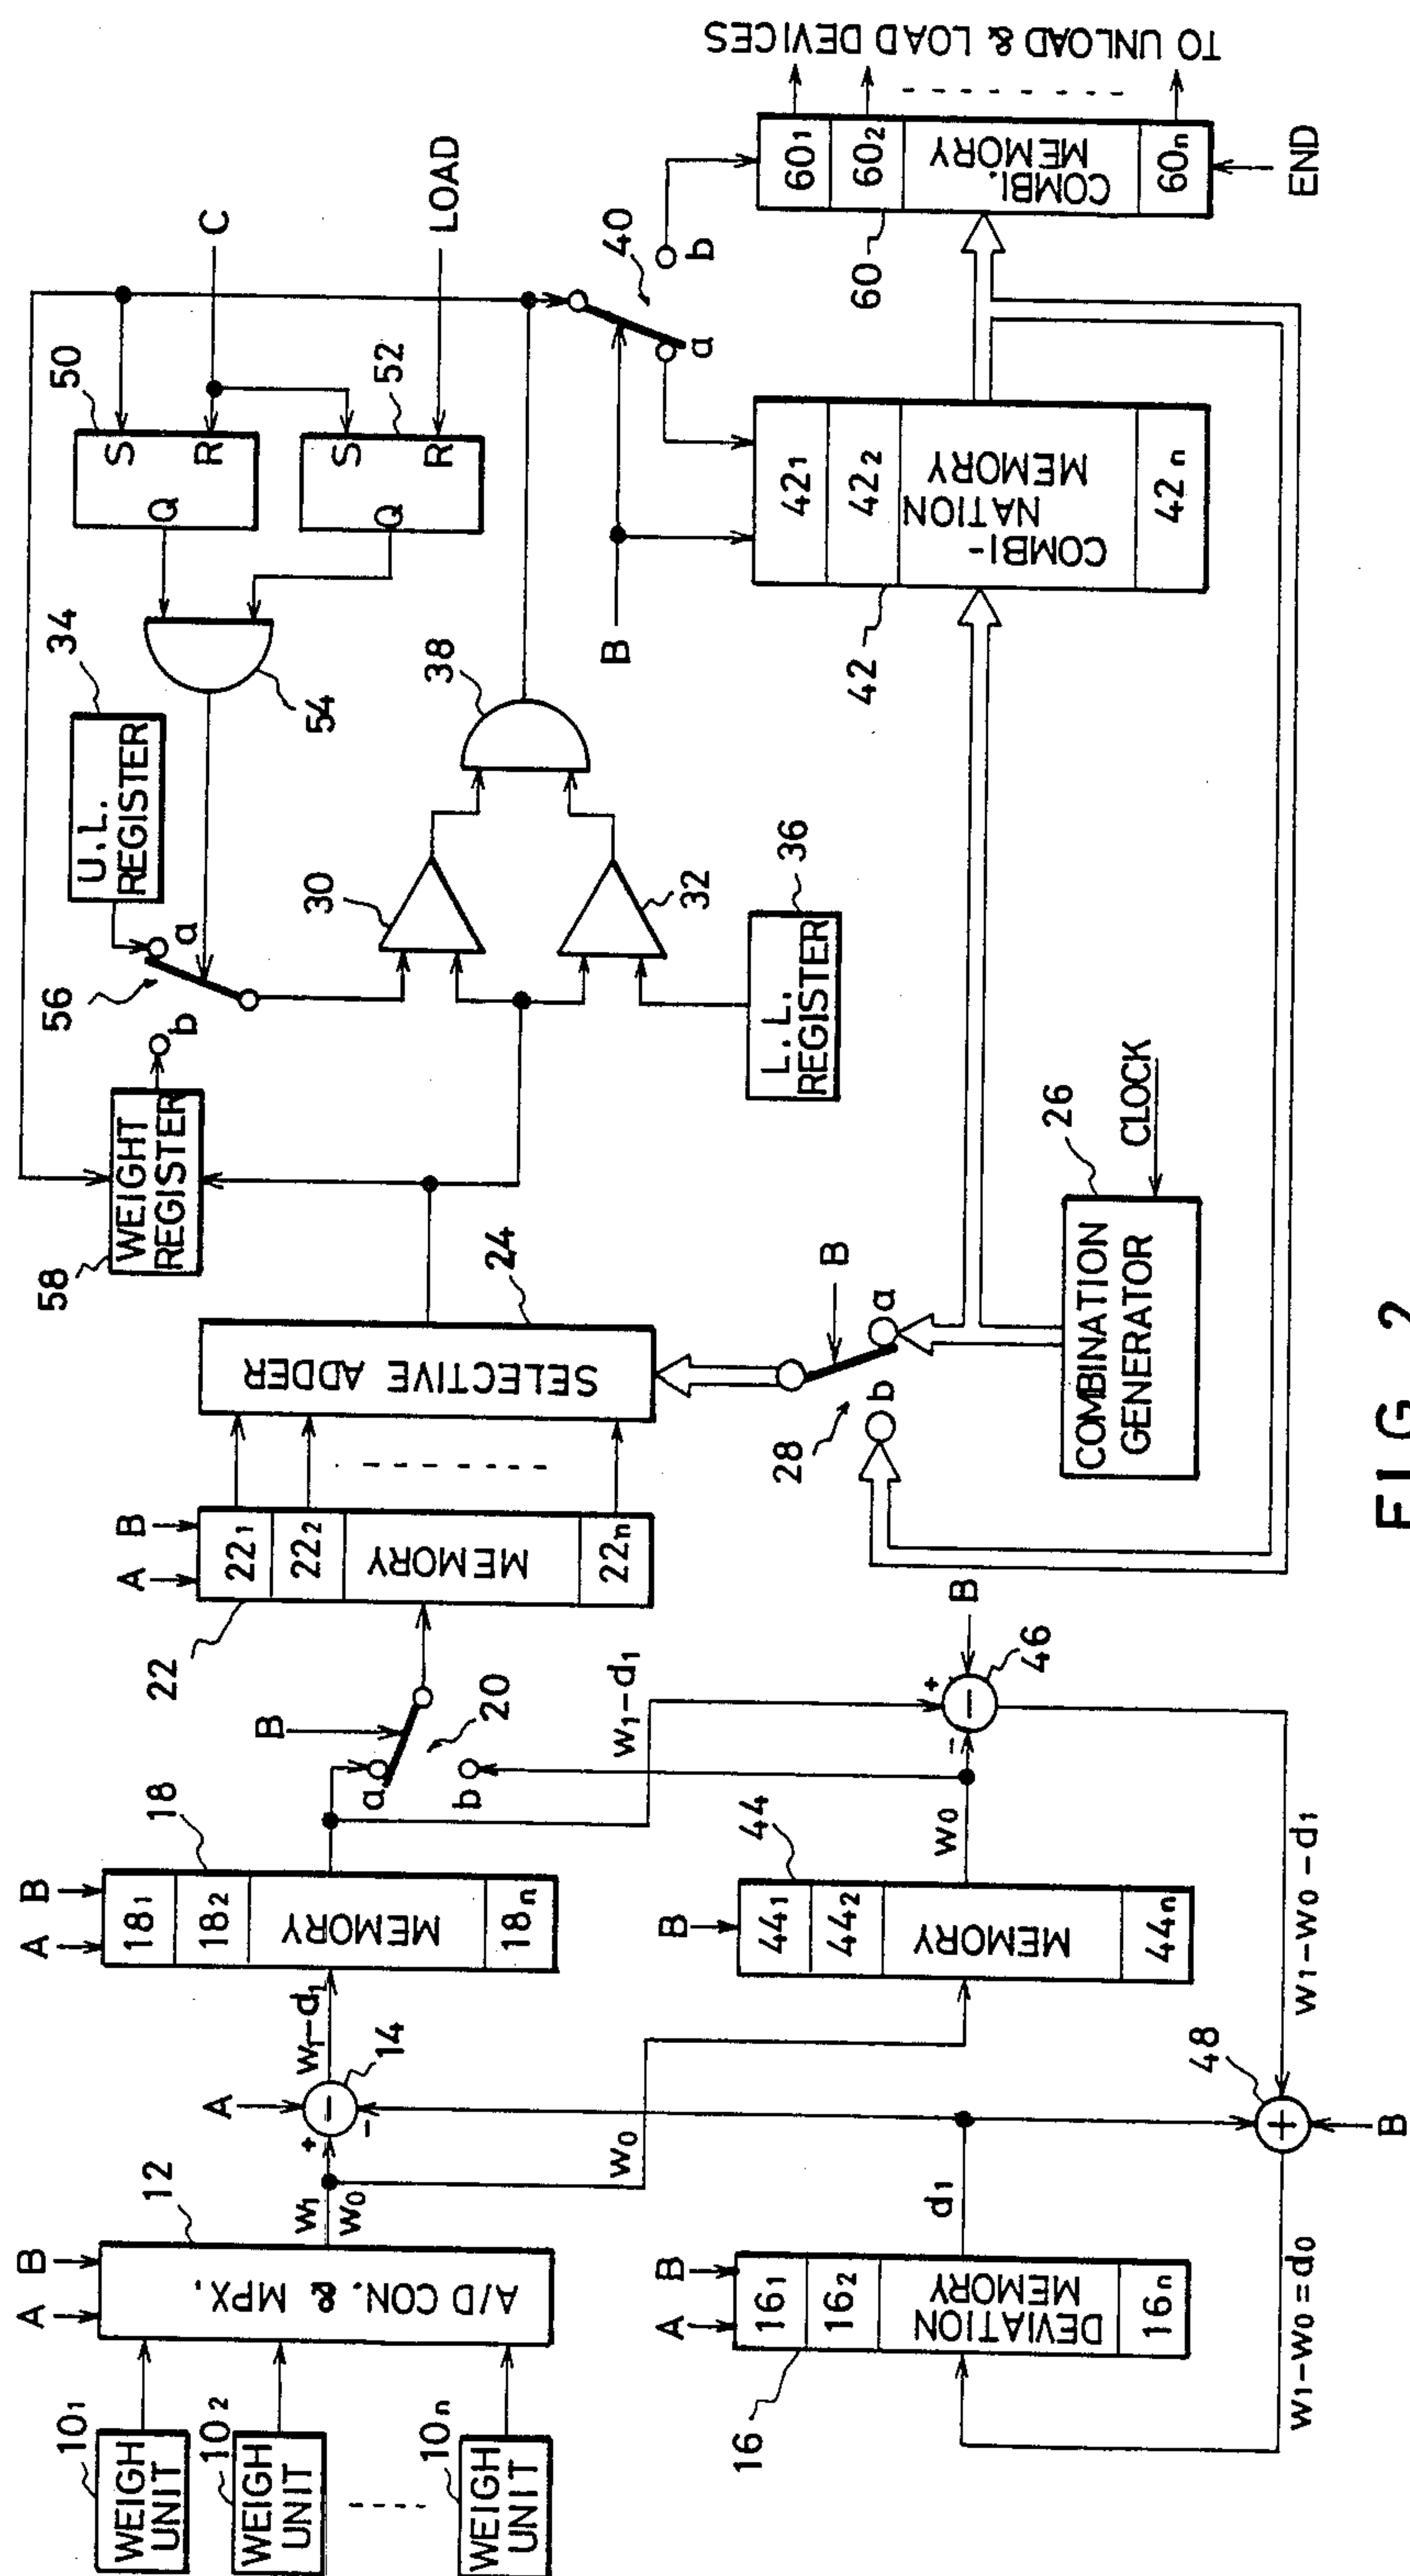 WEIGH
UNIT
10₁
WEIGH
UNIT
10₂
WEIGH
UNIT
10n
A
B
12
A/D CON. & MPX.
w₁
w₀
A
+
−
−
14
w₁−d₁
w₀
A
B
18
18₁
18₂
MEMORY
18n
a
b
B
20
w₁−d₁
A
B
22
22₁
22₂
MEMORY
22n
24
SELECTIVE ADDER
58
WEIGHT
REGISTER
b
a
56
U.L.
REGISTER
34
54
50
S
R
Q
52
S
R
Q
C
LOAD
30
32
38
L.L.
REGISTER
36
40
a
b
B
42
42₁
42₂
COMBI-
NATION
MEMORY
42n
60
60₁
60₂
COMBI.
MEMORY
60n
END
TO UNLOAD & LOAD DEVICES
28
b
a
B
COMBINATION
GENERATOR
26
CLOCK
A
B
16
16₁
16₂
DEVIATION
MEMORY
16n
d₁
B
44
44₁
44₂
MEMORY
44n
w₀
+
−
−
B
46
w₁−w₀−d₁
48
+
B
w₁−w₀=d₀
FIG. 2